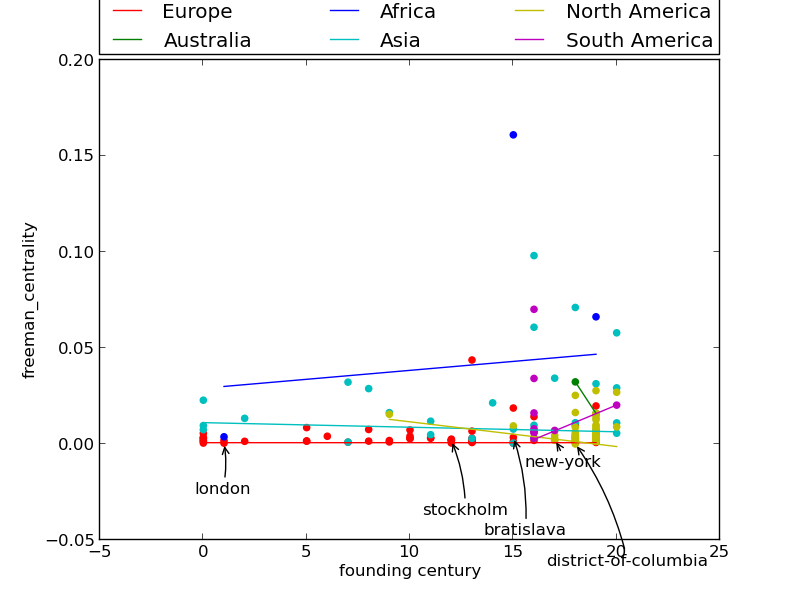 Europe Africa North America
Australia Asia South America
0.20
0.15
0.10
0.05
0.00
−0.05
freeman_centrality
london
new-york
stockholm
bratislava
district-of-columbia
−5 0 5 10 15 20 25
founding century